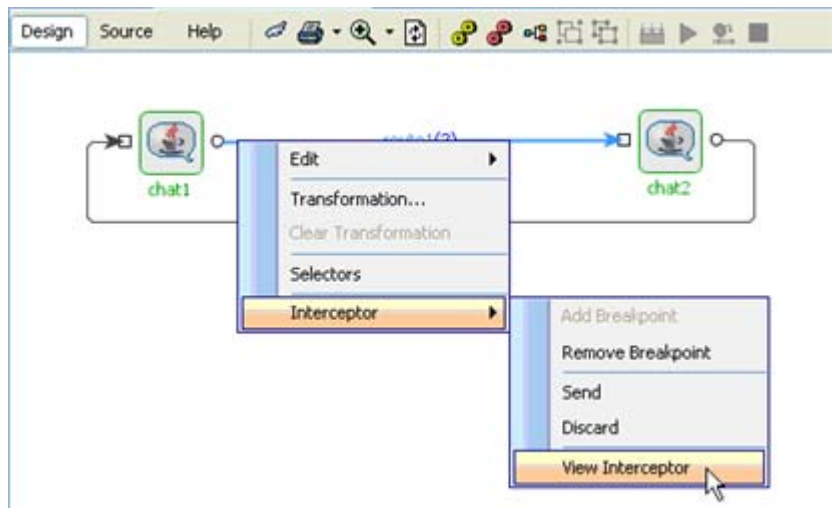 Design Source Help
Edit
chat1
chat2
Transformation...
Clear Transformation
Selectors
Interceptor
Add Breakpoint
Remove Breakpoint
Send
Discard
View Interceptor